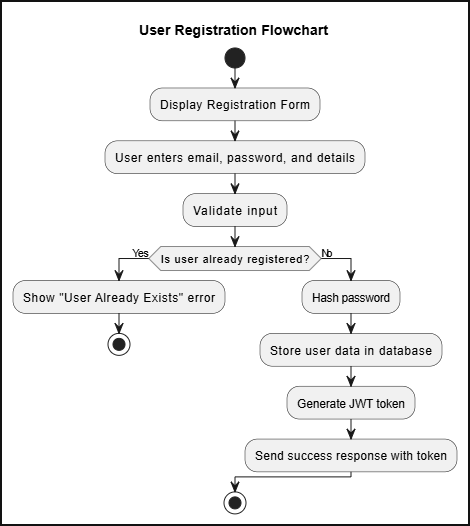 User Registration Flowchart
Display Registration Form
User enters email, password, and details
Validate input
Yes
Is user already registered?
No
Show "User Already Exists" error
Hash password
Store user data in database
Generate JWT token
Send success response with token